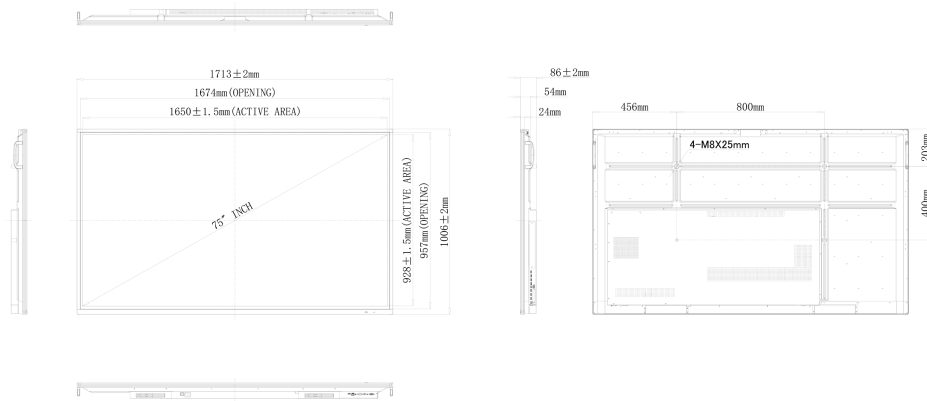 1713±2mm
1674mm(OPENING)
1650±1.5mm(ACTIVE AREA)
75" INCH
928±1.5mm(ACTIVE AREA)
957mm(OPENING)
1006±2mm
86±2mm
54mm
24mm
456mm
800mm
4-M8X25mm
203mm
400mm